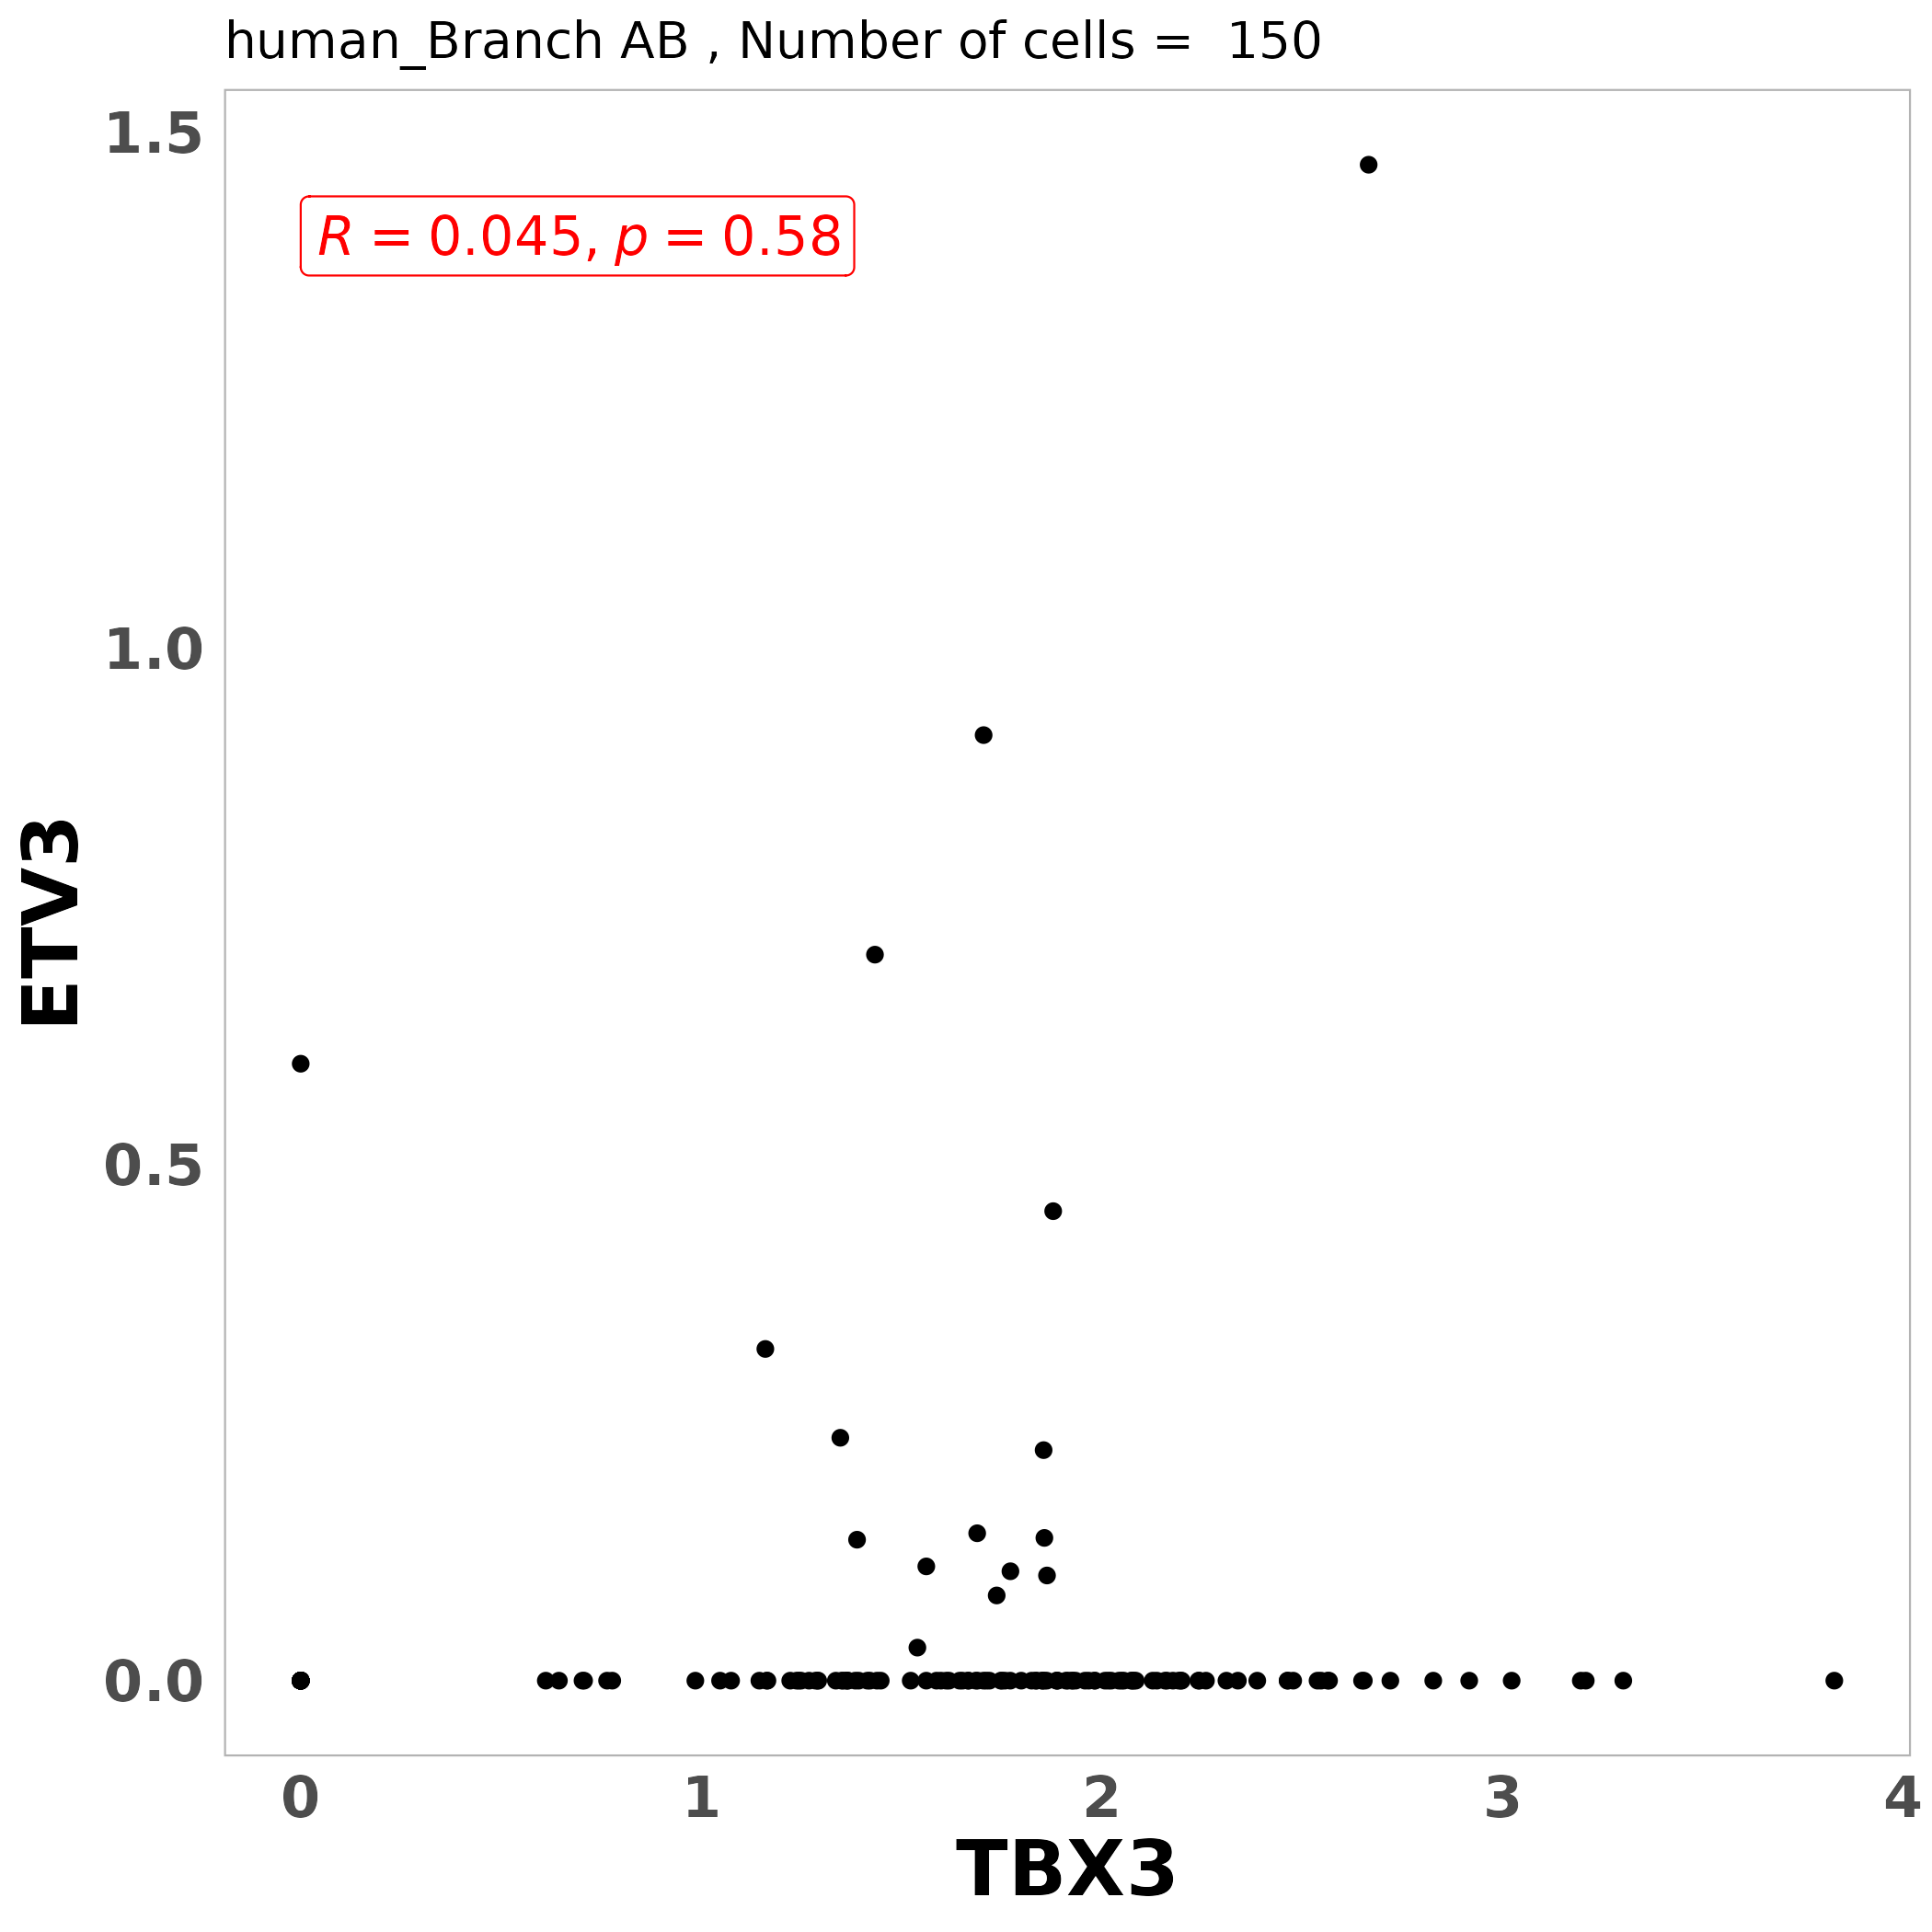 human_Branch AB , Number of cells =  150
1.5
R = 0.045, p = 0.58
1.0
ETV3
0.5
0.0
0 1 2 3 4
TBX3